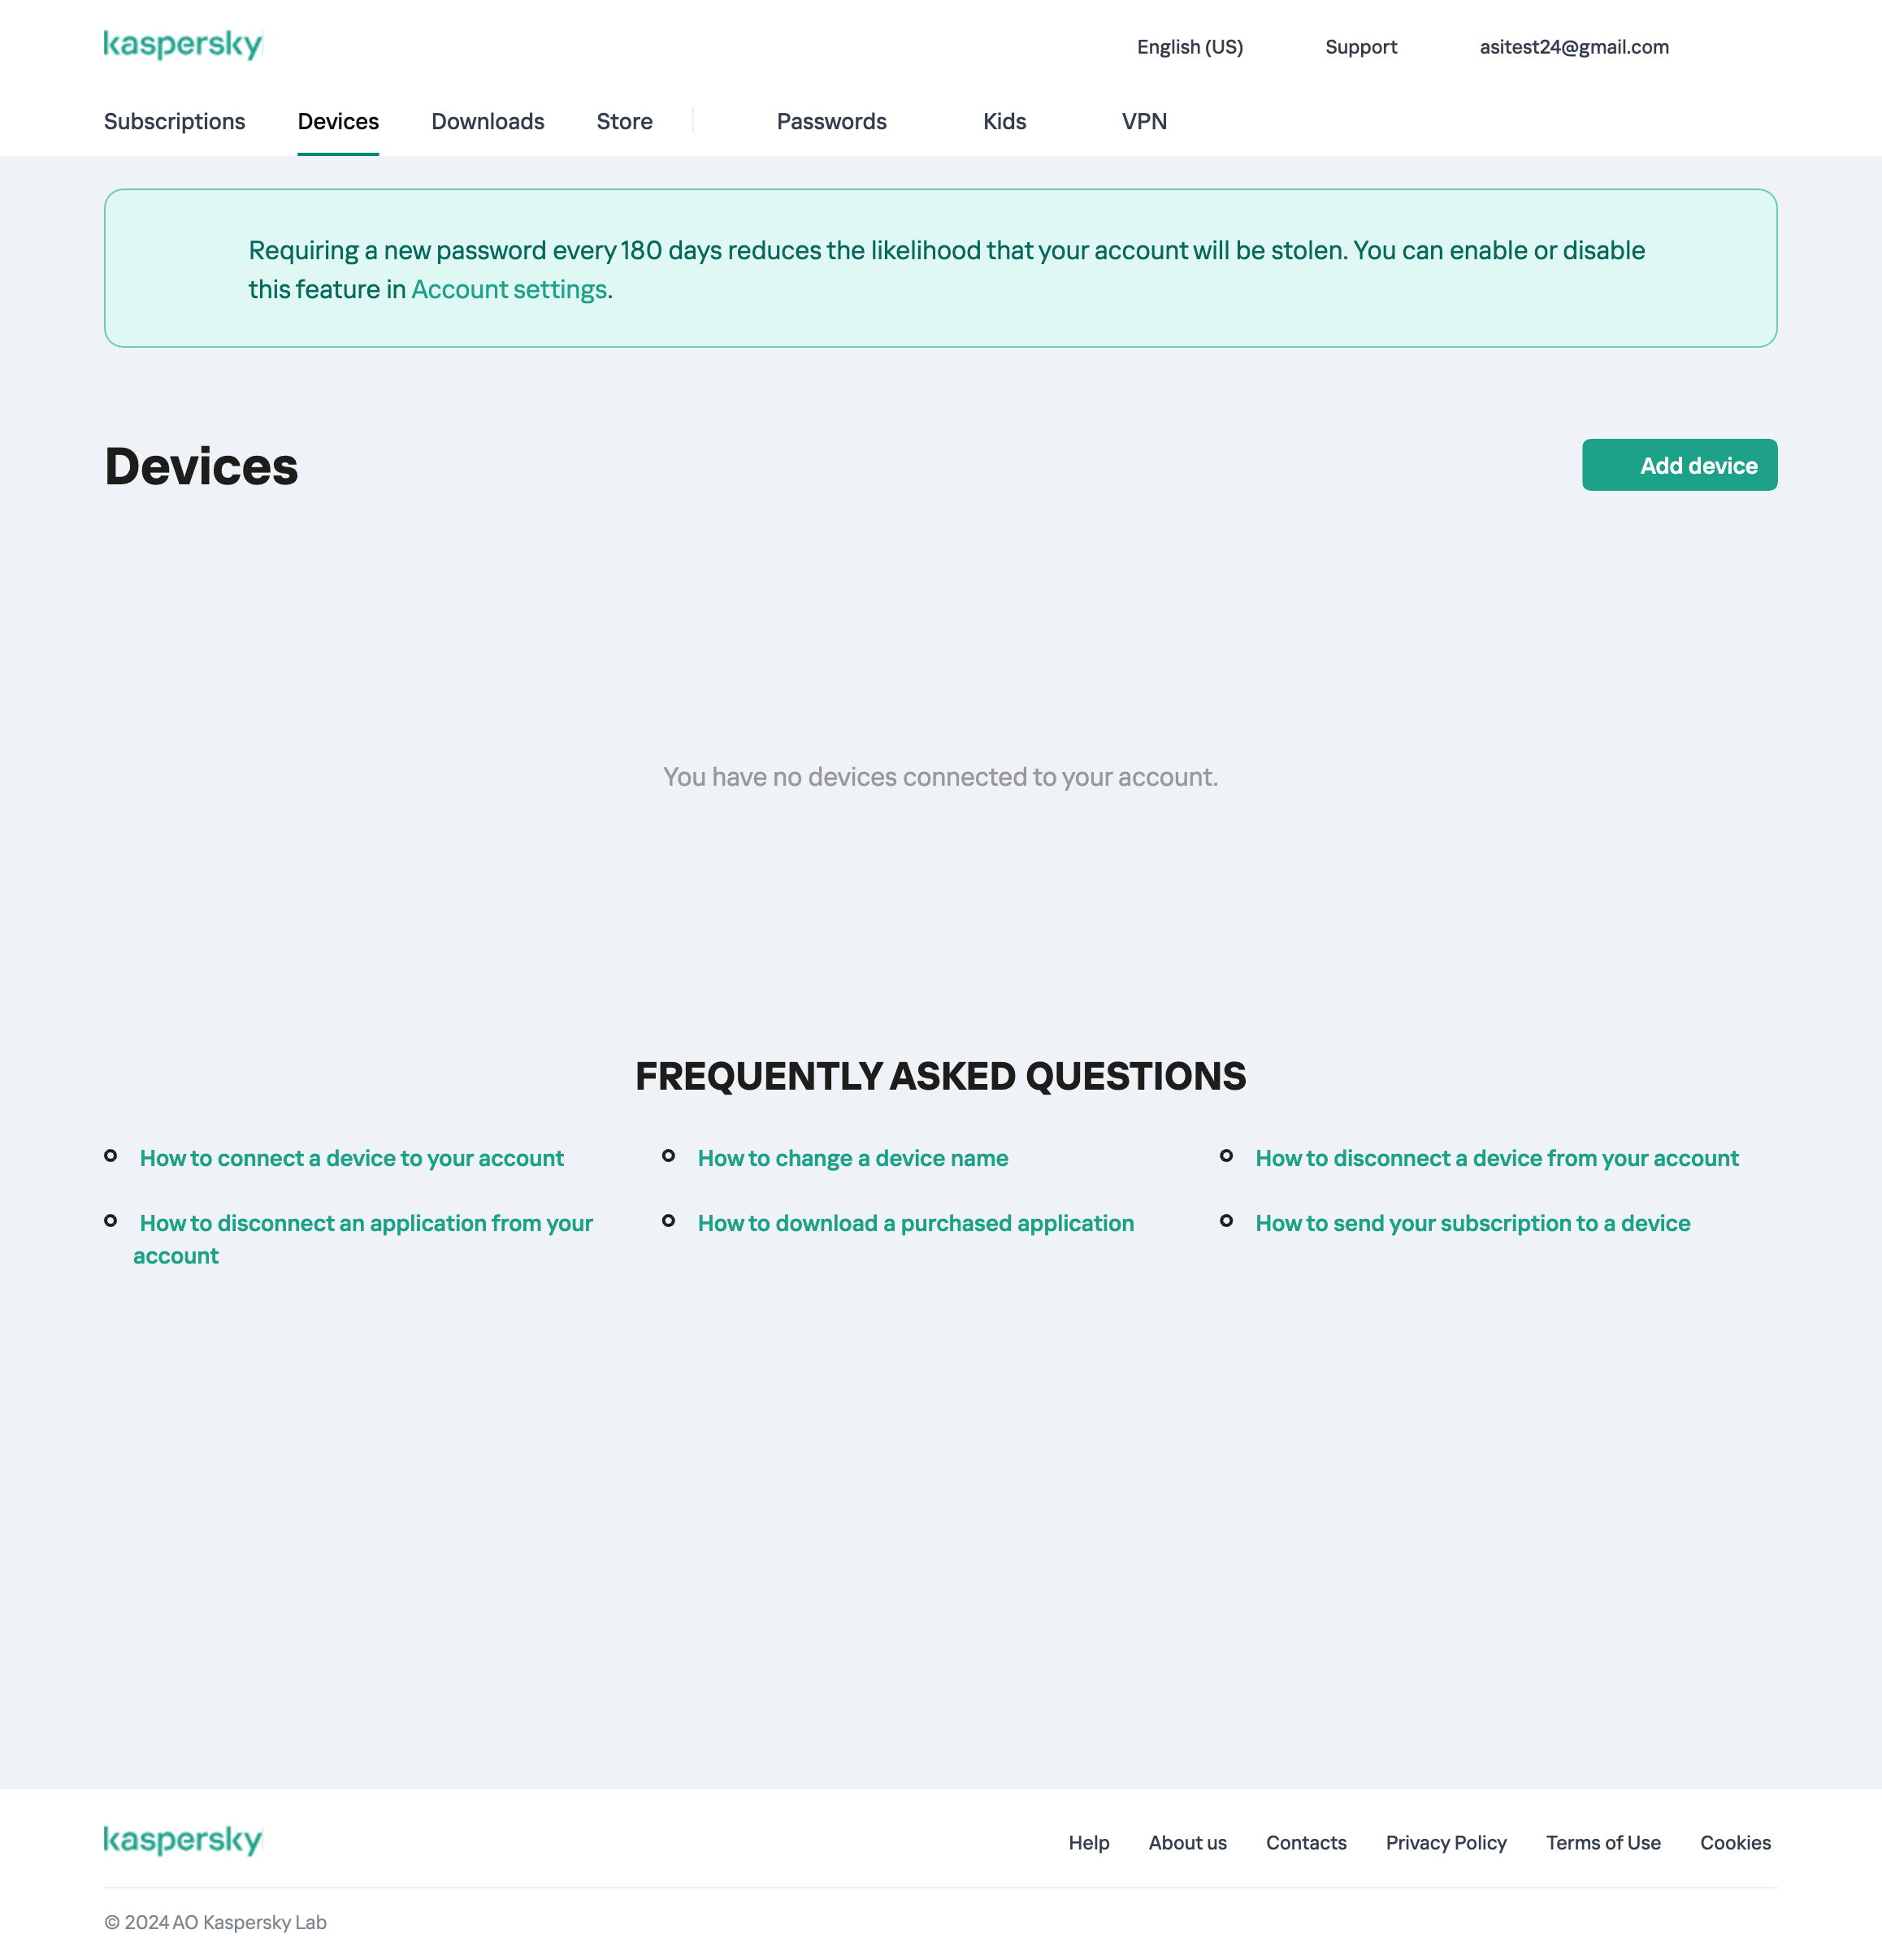 kaspersky
English (US) Support asitest24@gmail.com
Subscriptions Devices Downloads Store Passwords Kids VPN
Requiring a new password every 180 days reduces the likelihood that your account will be stolen. You can enable or disable
this feature in Account settings.
Devices
Add device
You have no devices connected to your account.
FREQUENTLY ASKED QUESTIONS
How to connect a device to your account
How to change a device name
How to disconnect a device from your account
How to disconnect an application from your
account
How to download a purchased application
How to send your subscription to a device
kaspersky
Help About us Contacts Privacy Policy Terms of Use Cookies
© 2024 AO Kaspersky Lab